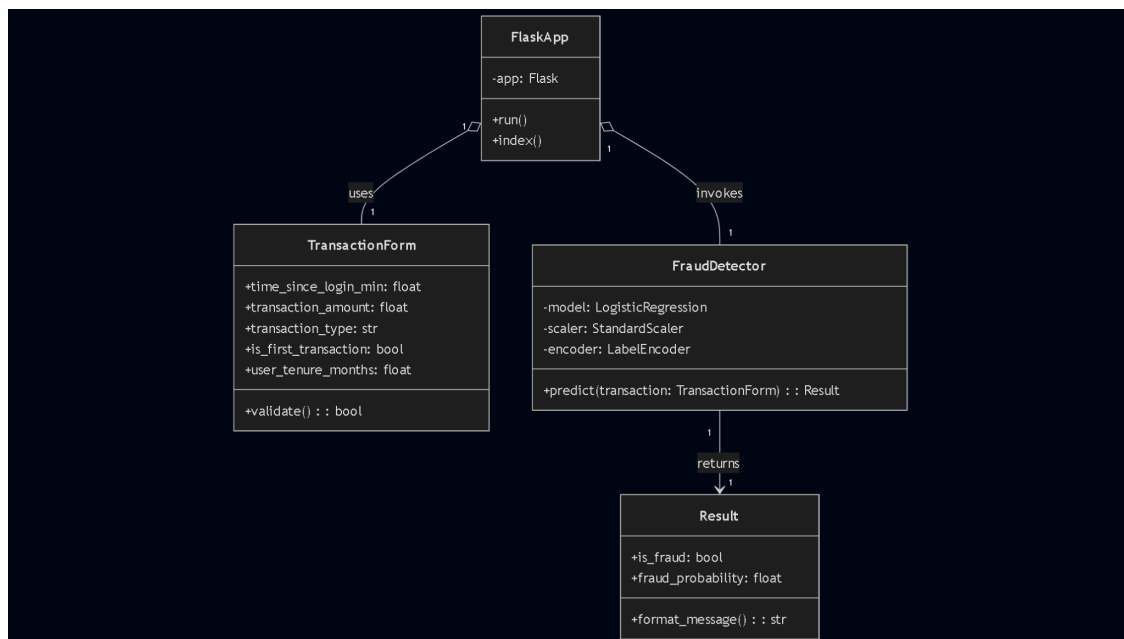 FlaskApp
-app: Flask
+run()
+index()
1
1
uses
invokes
1
1
TransactionForm
+time_since_login_min: float
+transaction_amount: float
+transaction_type: str
+is_first_transaction: bool
+user_tenure_months: float
+validate() : : bool
FraudDetector
-model: LogisticRegression
-scaler: StandardScaler
-encoder: LabelEncoder
+predict(transaction: TransactionForm) : : Result
1
returns
1
Result
+is_fraud: bool
+fraud_probability: float
+format_message() : : str